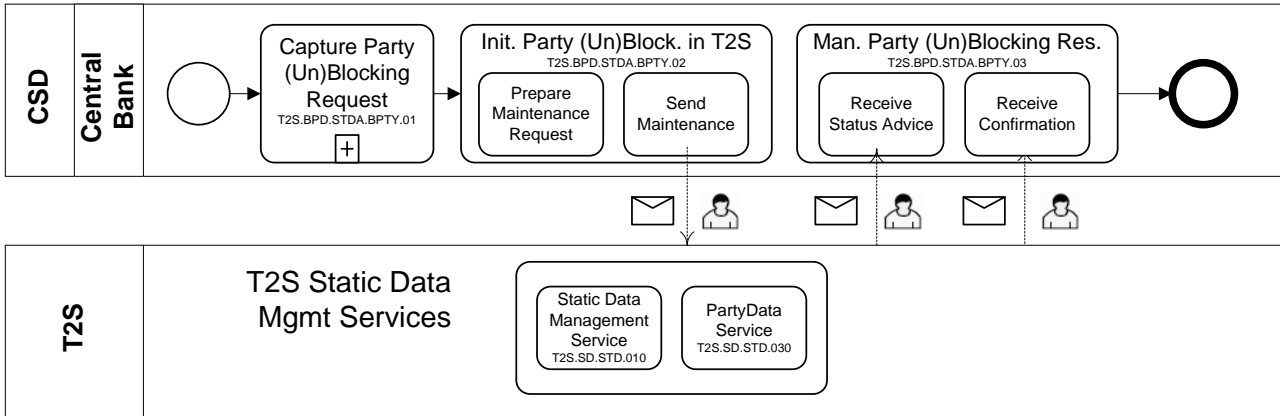 CSD
Central
Bank
Capture Party
(Un)Blocking
Request
T2S.BPD.STDA.BPTY.01
+
Init. Party (Un)Block. in T2S
T2S.BPD.STDA.BPTY.02
Prepare
Maintenance
Request
Send
Maintenance
Man. Party (Un)Blocking Res.
T2S.BPD.STDA.BPTY.03
Receive
Status Advice
Receive
Confirmation
T2S
T2S Static Data
Mgmt Services
Static Data
Management
Service
T2S.SD.STD.010
PartyData
Service
T2S.SD.STD.030